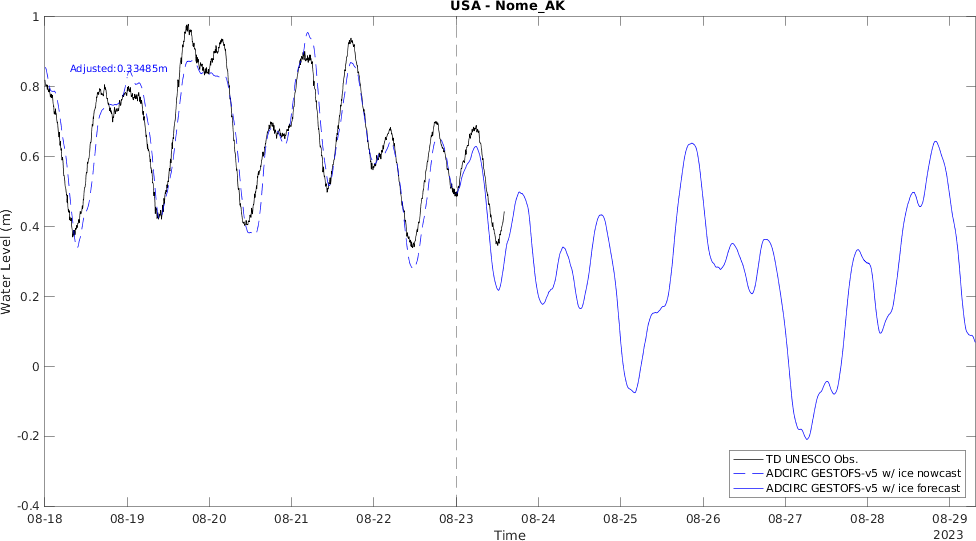 USA - Nome_AK
Adjusted:0.33485m
1
0.8
0.6
0.4
0.2
0
-0.2
-0.4
Water Level (m)
TD UNESCO Obs.
ADCIRC GESTOFS-v5 w/ ice nowcast
ADCIRC GESTOFS-v5 w/ ice forecast
08-18 08-19 08-20 08-21 08-22 08-23 08-24 08-25 08-26 08-27 08-28 08-29
Time
2023